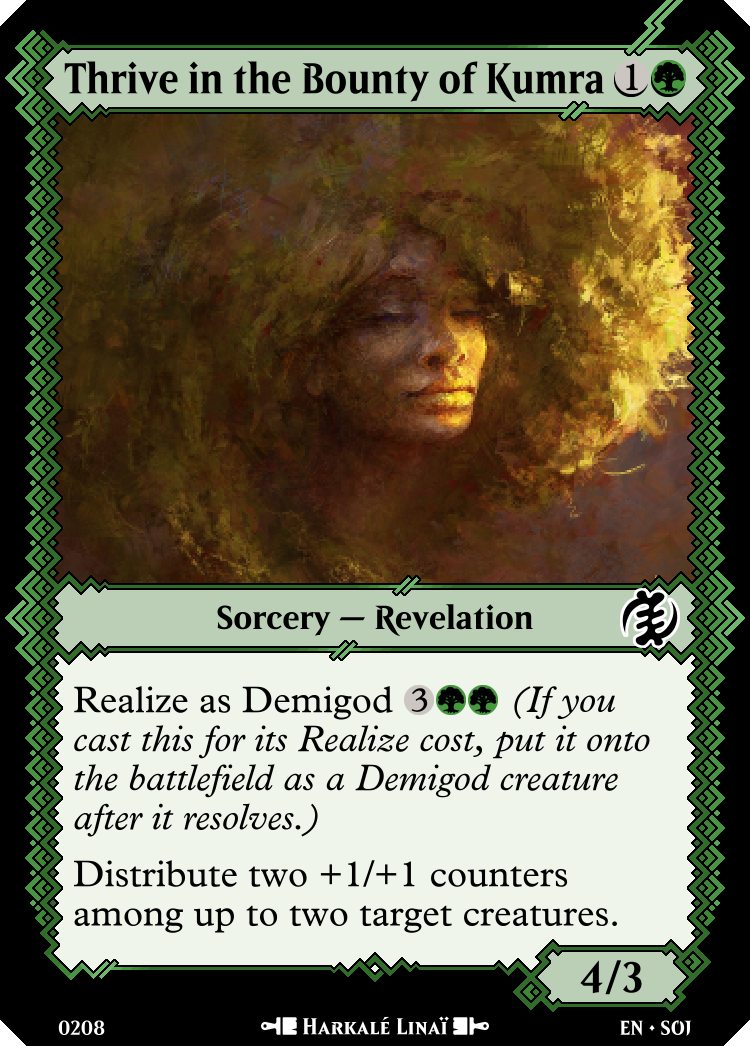 Thrive in the Bounty of Kumra 1
Sorcery — Revelation
Realize as Demigod 3 (If you
cast this for its Realize cost, put it onto
the battlefield as a Demigod creature
after it resolves.)
Distribute two +1/+1 counters
among up to two target creatures.
4/3
0208
Harkalé Linaï
EN • SOJ